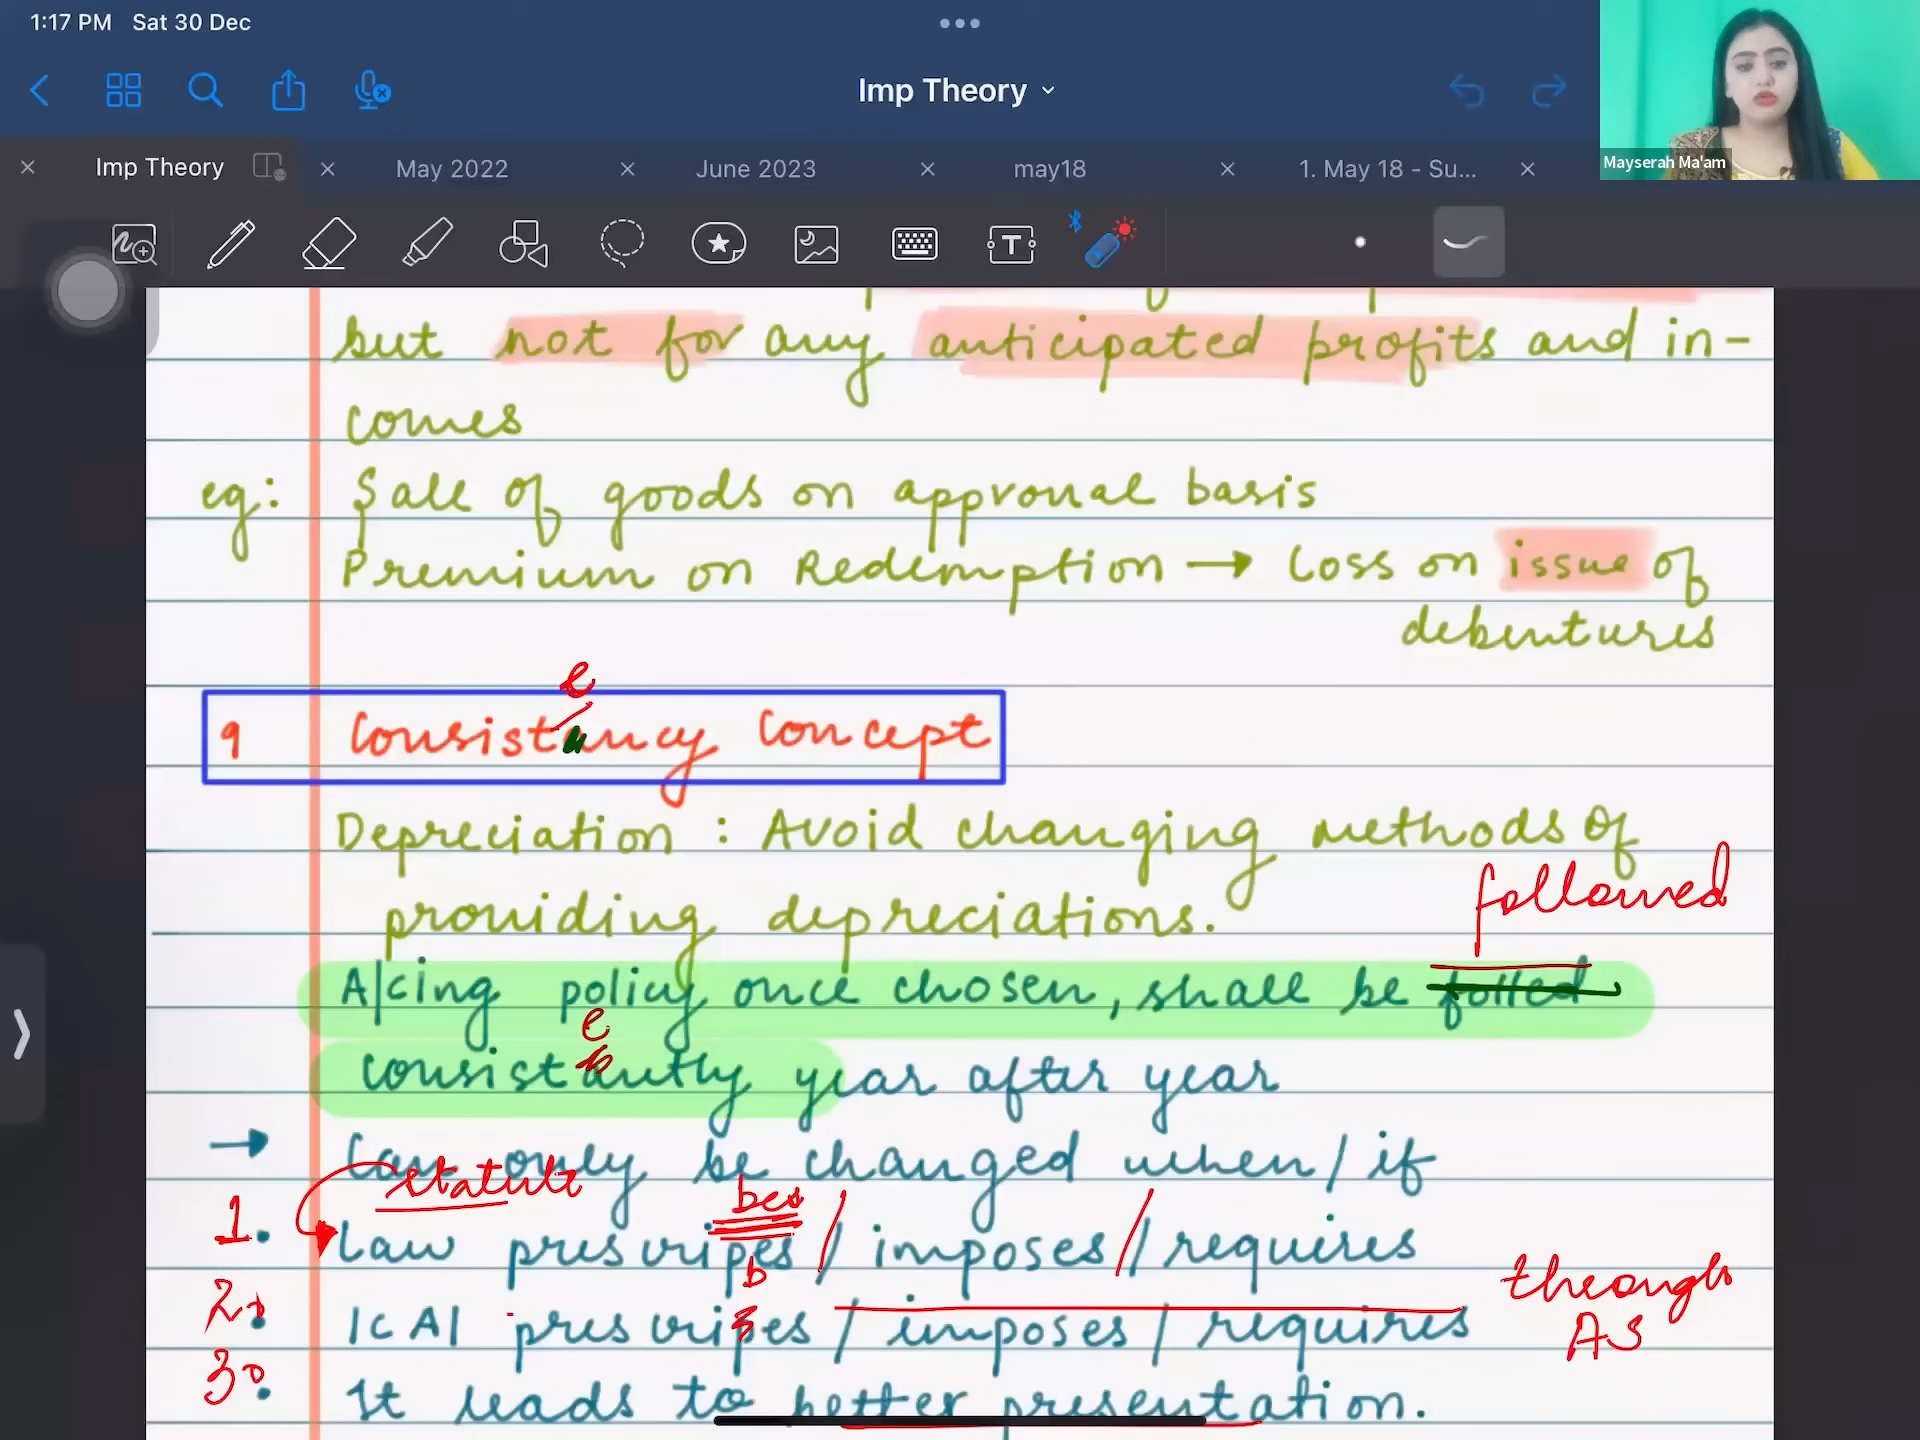 1:17 PM Sat 30 Dec
Imp Theory
Mayserah Ma'am
Imp Theory May 2022 June 2023 may18 1. May 18 - Su...
but not for any anticipated profits and in-
comes
eg: Sale of goods on approval basis
Premium on Redemption → Loss on issue of
debentures
e
9 Consistancy Concept
Depreciation : Avoid changing methods of
followed
providing depreciations.
A/cing policy once chosen, shall be folled
e
consistantly year after year
→ Can only be changed when/if
statute bes
1. Law prescripes / imposes / requires
b through
2. ICAI prescripes / imposes / requires AS
3. It leads to better presentation.